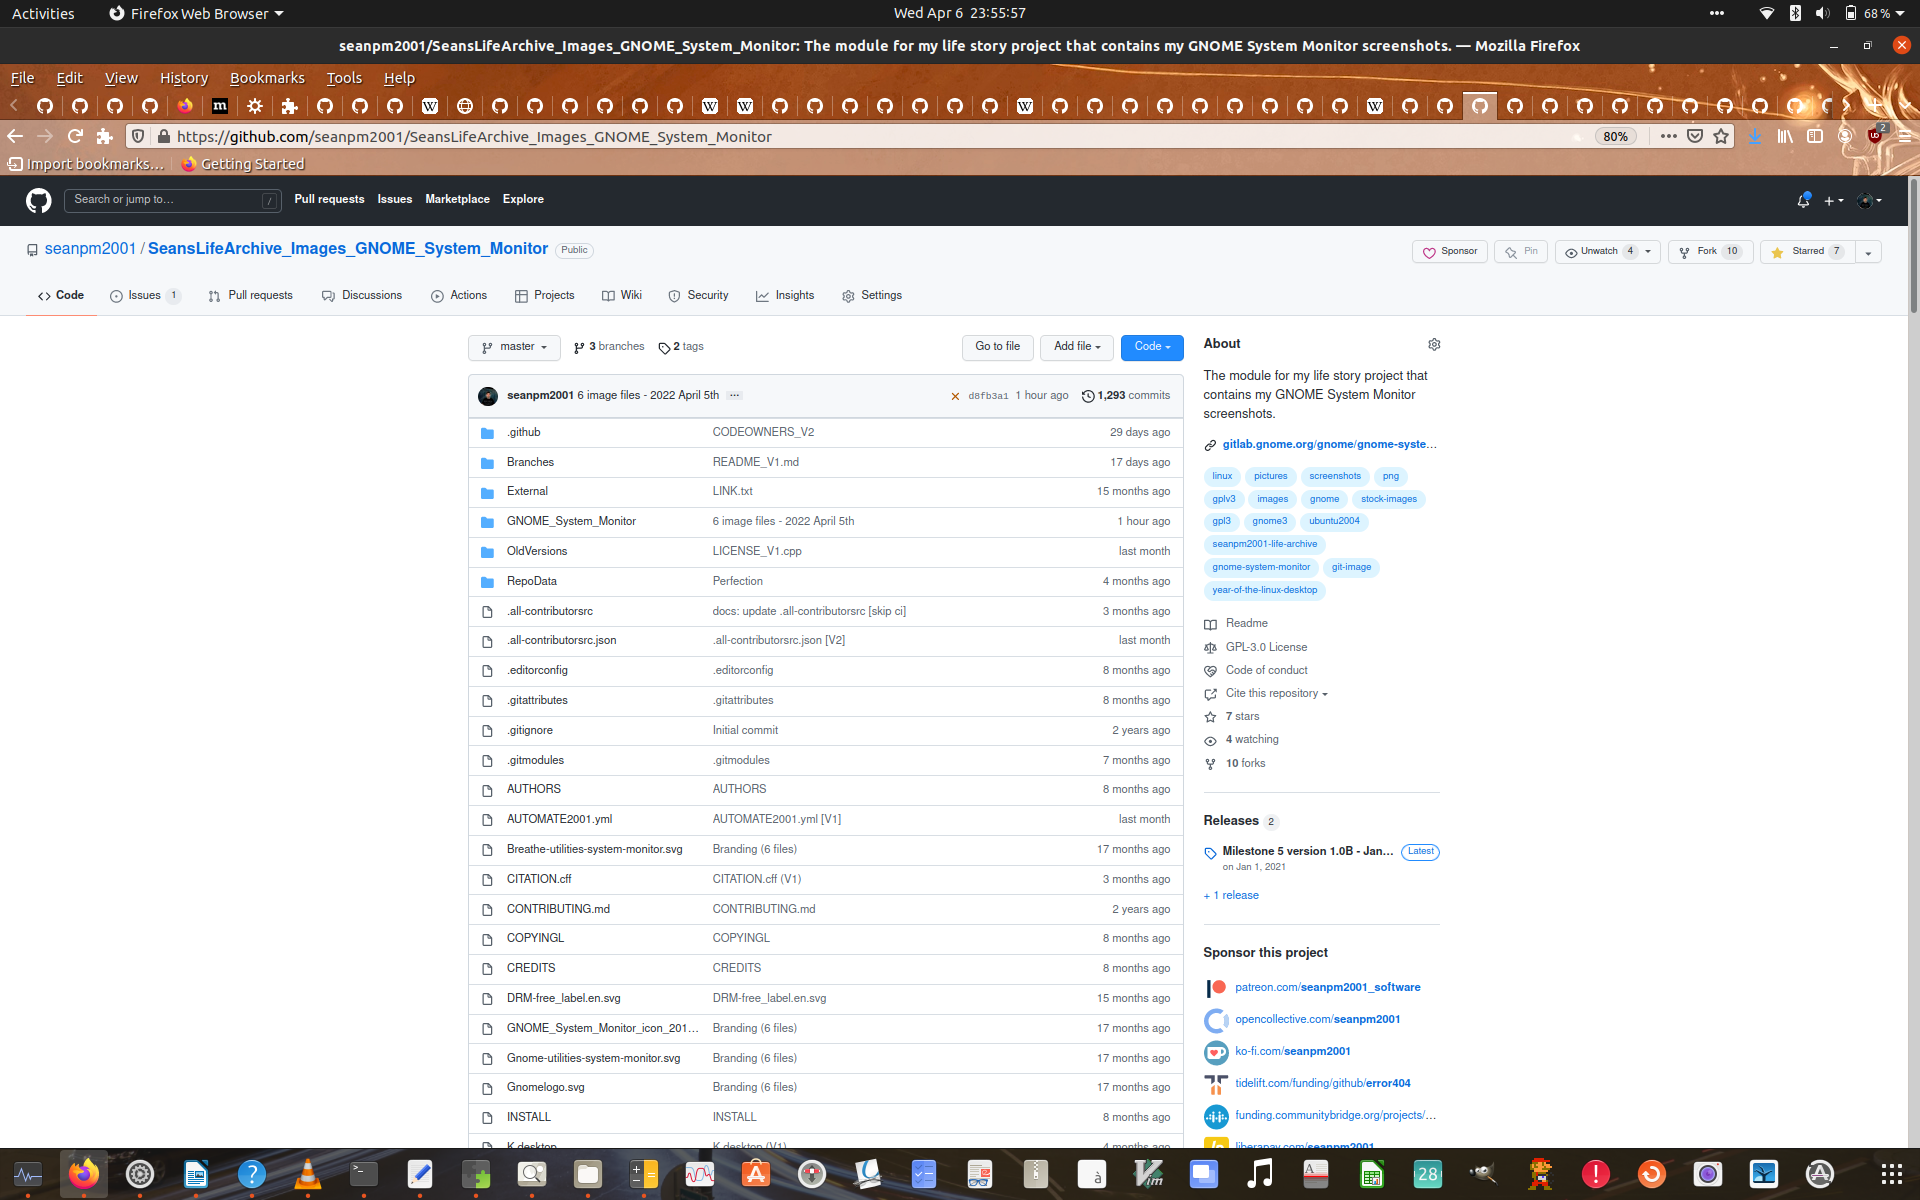 Activities Firefox Web Browser Wed Apr 6 23:55:57 68 %
seanpm2001/SeansLifeArchive_Images_GNOME_System_Monitor: The module for my life story project that contains my GNOME System Monitor screenshots. — Mozilla Firefox
File Edit View History Bookmarks Tools Help
https://github.com/seanpm2001/SeansLifeArchive_Images_GNOME_System_Monitor 80% 2
Import bookmarks… Getting Started
Search or jump to… / Pull requests Issues Marketplace Explore
seanpm2001 / SeansLifeArchive_Images_GNOME_System_Monitor Public Sponsor Pin Unwatch 4 Fork 10 Starred 7
Code Issues 1 Pull requests Discussions Actions Projects Wiki Security Insights Settings
master 3 branches 2 tags Go to file Add file Code
seanpm2001 6 image files - 2022 April 5th ··· d8fb3a1 1 hour ago 1,293 commits
.github CODEOWNERS_V2 29 days ago
Branches README_V1.md 17 days ago
External LINK.txt 15 months ago
GNOME_System_Monitor 6 image files - 2022 April 5th 1 hour ago
OldVersions LICENSE_V1.cpp last month
RepoData Perfection 4 months ago
.all-contributorsrc docs: update .all-contributorsrc [skip ci] 3 months ago
.all-contributorsrc.json .all-contributorsrc.json [V2] last month
.editorconfig .editorconfig 8 months ago
.gitattributes .gitattributes 8 months ago
.gitignore Initial commit 2 years ago
.gitmodules .gitmodules 7 months ago
AUTHORS AUTHORS 8 months ago
AUTOMATE2001.yml AUTOMATE2001.yml [V1] last month
Breathe-utilities-system-monitor.svg Branding (6 files) 17 months ago
CITATION.cff CITATION.cff (V1) 3 months ago
CONTRIBUTING.md CONTRIBUTING.md 2 years ago
COPYINGL COPYINGL 8 months ago
CREDITS CREDITS 8 months ago
DRM-free_label.en.svg DRM-free_label.en.svg 15 months ago
GNOME_System_Monitor_icon_201… Branding (6 files) 17 months ago
Gnome-utilities-system-monitor.svg Branding (6 files) 17 months ago
Gnomelogo.svg Branding (6 files) 17 months ago
INSTALL INSTALL 8 months ago
K.desktop K.desktop (V1) 4 months ago
About
The module for my life story project that
contains my GNOME System Monitor
screenshots.
gitlab.gnome.org/gnome/gnome-syste…
linux pictures screenshots png
gplv3 images gnome stock-images
gpl3 gnome3 ubuntu2004
seanpm2001-life-archive
gnome-system-monitor git-image
year-of-the-linux-desktop
Readme
GPL-3.0 License
Code of conduct
Cite this repository
7 stars
4 watching
10 forks
Releases 2
Milestone 5 version 1.0B - Jan… Latest
on Jan 1, 2021
+ 1 release
Sponsor this project
patreon.com/seanpm2001_software
opencollective.com/seanpm2001
ko-fi.com/seanpm2001
tidelift.com/funding/github/error404
funding.communitybridge.org/projects/…
liberapay.com/seanpm2001
28